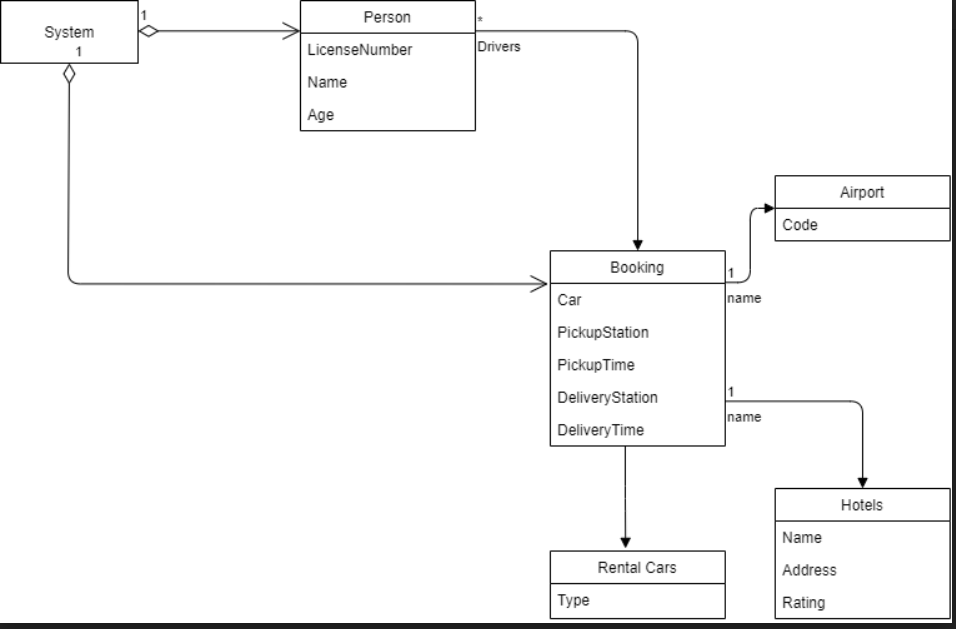 System
1
1
Person
LicenseNumber
Name
Age
*
Drivers
Airport
Code
Booking
Car
PickupStation
PickupTime
DeliveryStation
DeliveryTime
1
name
1
name
Hotels
Name
Address
Rating
Rental Cars
Type